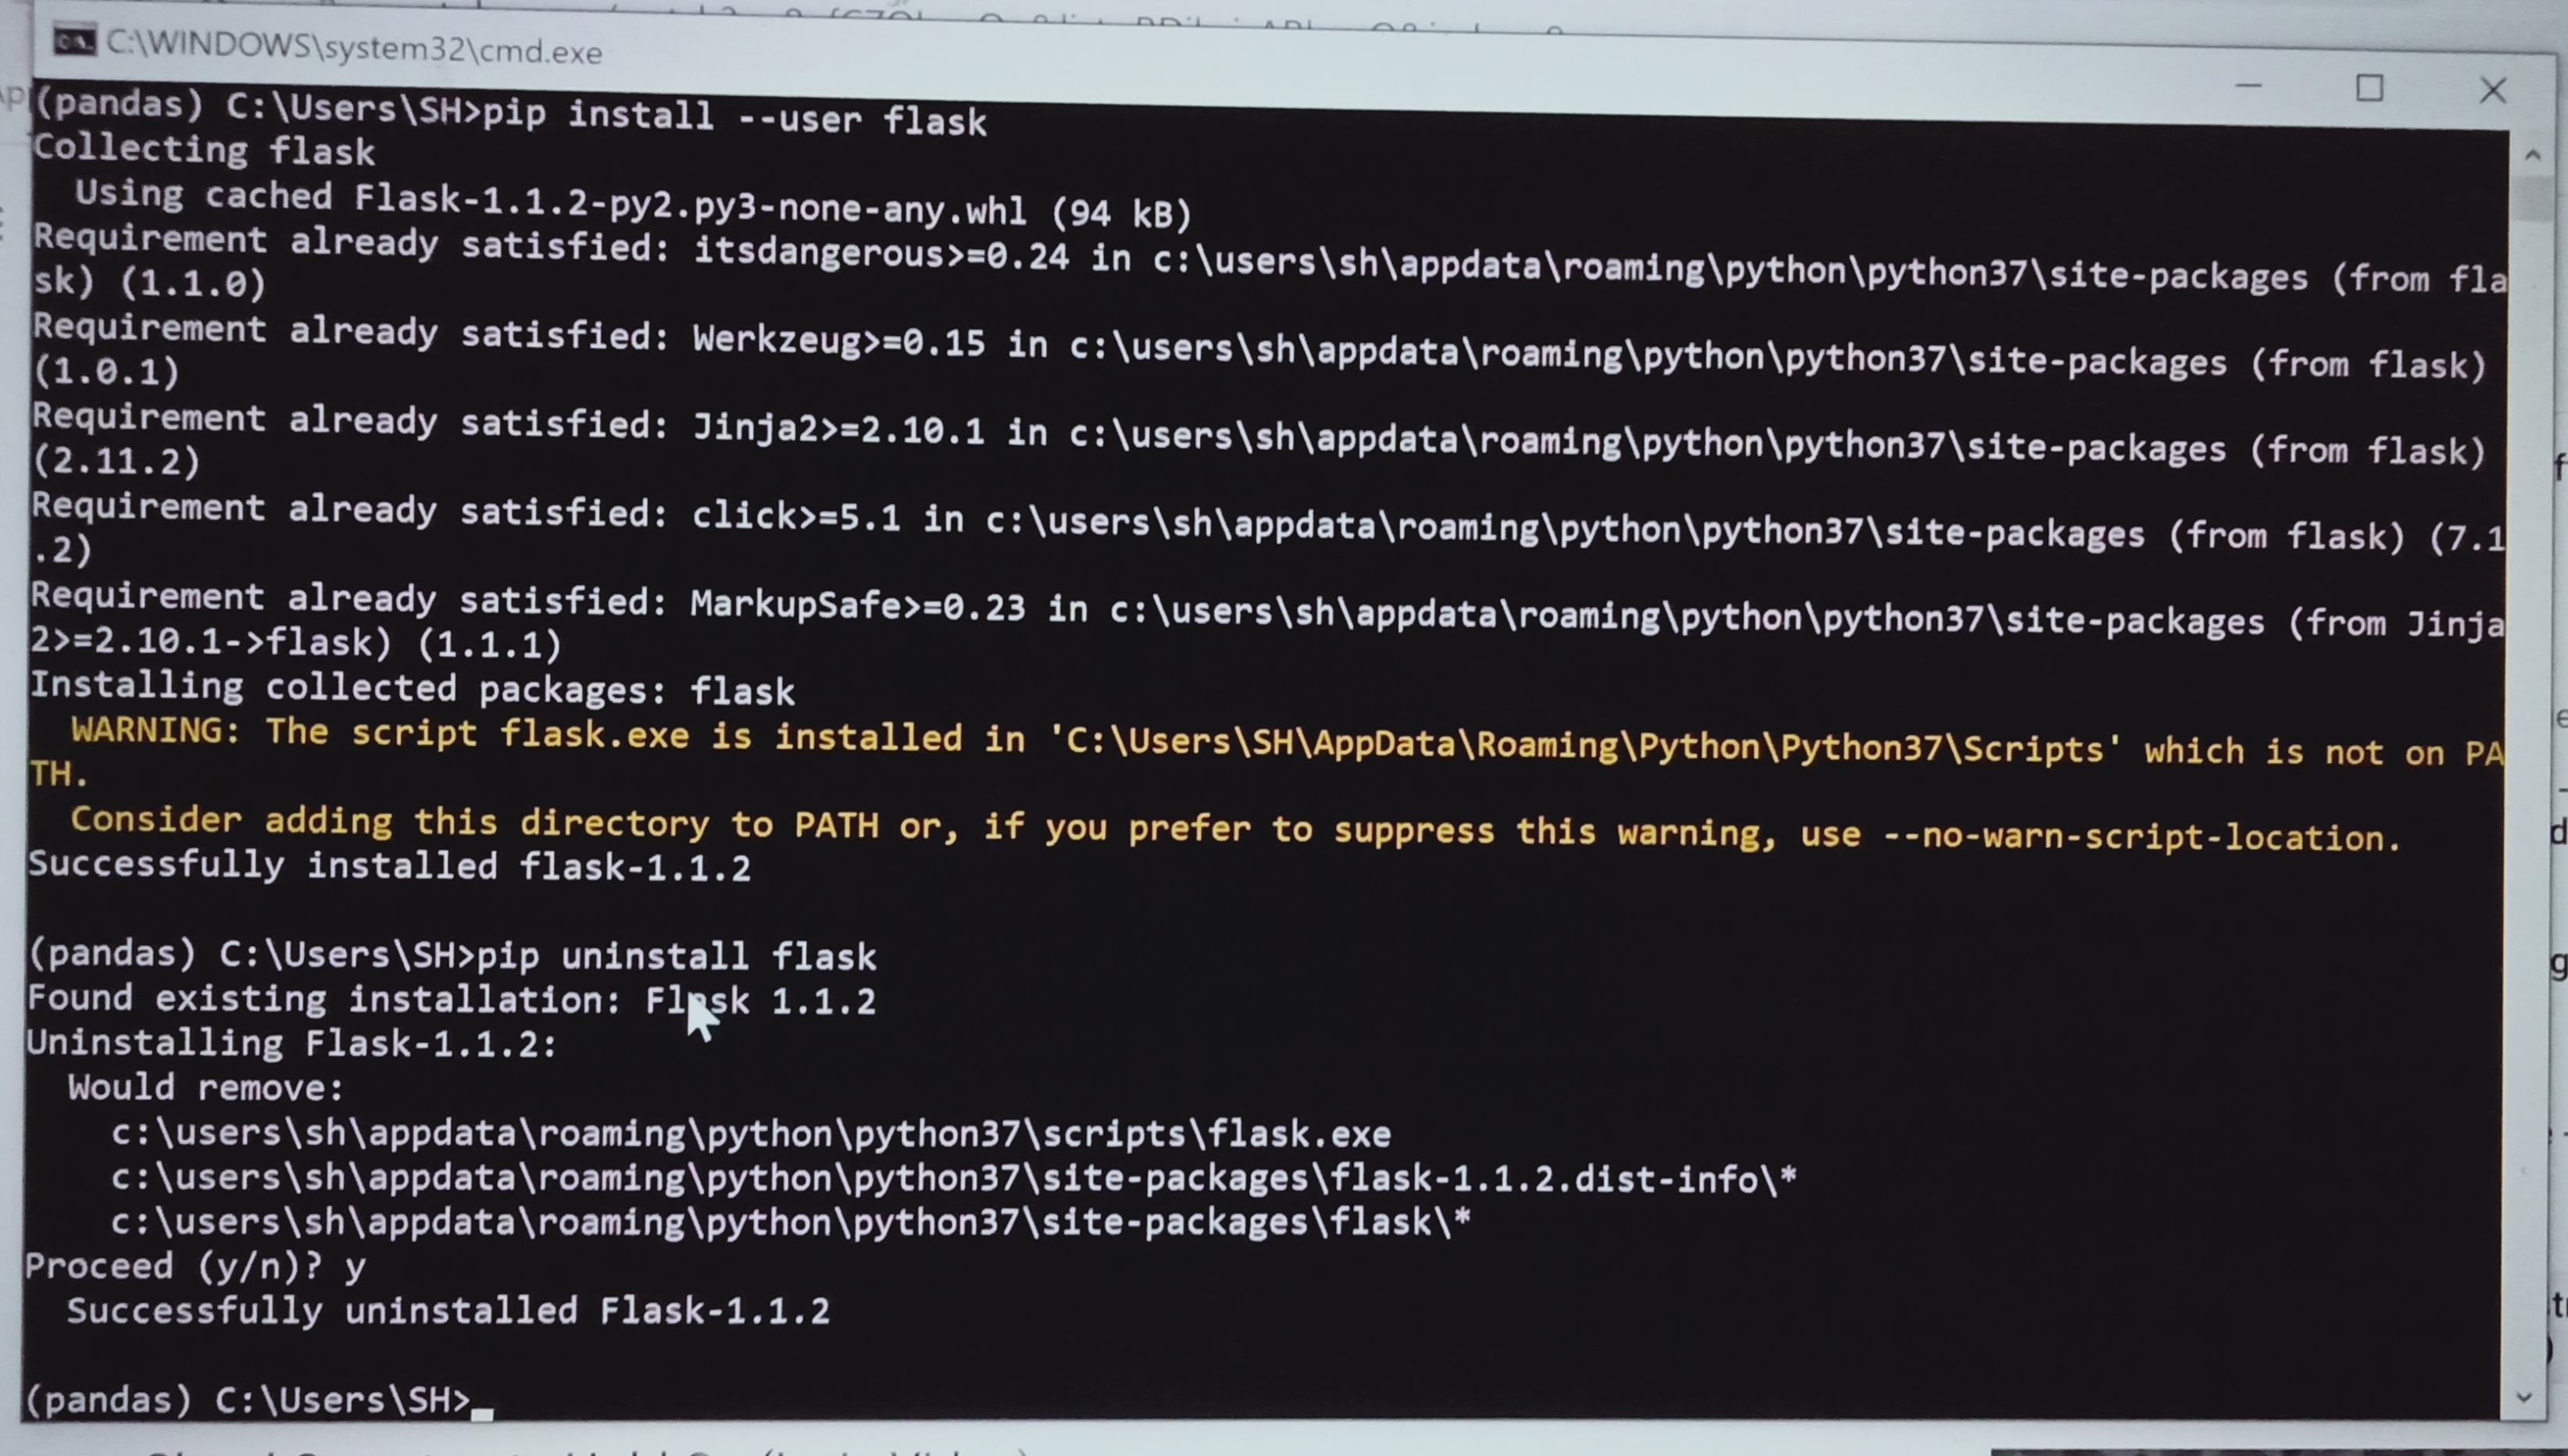 C:\WINDOWS\system32\cmd.exe
(pandas) C:\Users\SH>pip install --user flask
Collecting flask
Using cached Flask-1.1.2-py2.py3-none-any.whl (94 kB)
Requirement already satisfied: itsdangerous>=0.24 in c:\users\sh\appdata\roaming\python\python37\site-packages (from fla
sk) (1.1.0)
Requirement already satisfied: Werkzeug>=0.15 in c:\users\sh\appdata\roaming\python\python37\site-packages (from flask)
(1.0.1)
Requirement already satisfied: Jinja2>=2.10.1 in c:\users\sh\appdata\roaming\python\python37\site-packages (from flask)
(2.11.2)
Requirement already satisfied: click>=5.1 in c:\users\sh\appdata\roaming\python\python37\site-packages (from flask) (7.1
.2)
Requirement already satisfied: MarkupSafe>=0.23 in c:\users\sh\appdata\roaming\python\python37\site-packages (from Jinja
2>=2.10.1->flask) (1.1.1)
Installing collected packages: flask
WARNING: The script flask.exe is installed in 'C:\Users\SH\AppData\Roaming\Python\Python37\Scripts' which is not on PA
TH.
Consider adding this directory to PATH or, if you prefer to suppress this warning, use --no-warn-script-location.
Successfully installed flask-1.1.2
(pandas) C:\Users\SH>pip uninstall flask
Found existing installation: Flask 1.1.2
Uninstalling Flask-1.1.2:
Would remove:
c:\users\sh\appdata\roaming\python\python37\scripts\flask.exe
c:\users\sh\appdata\roaming\python\python37\site-packages\flask-1.1.2.dist-info\*
c:\users\sh\appdata\roaming\python\python37\site-packages\flask\*
Proceed (y/n)? y
Successfully uninstalled Flask-1.1.2
(pandas) C:\Users\SH>